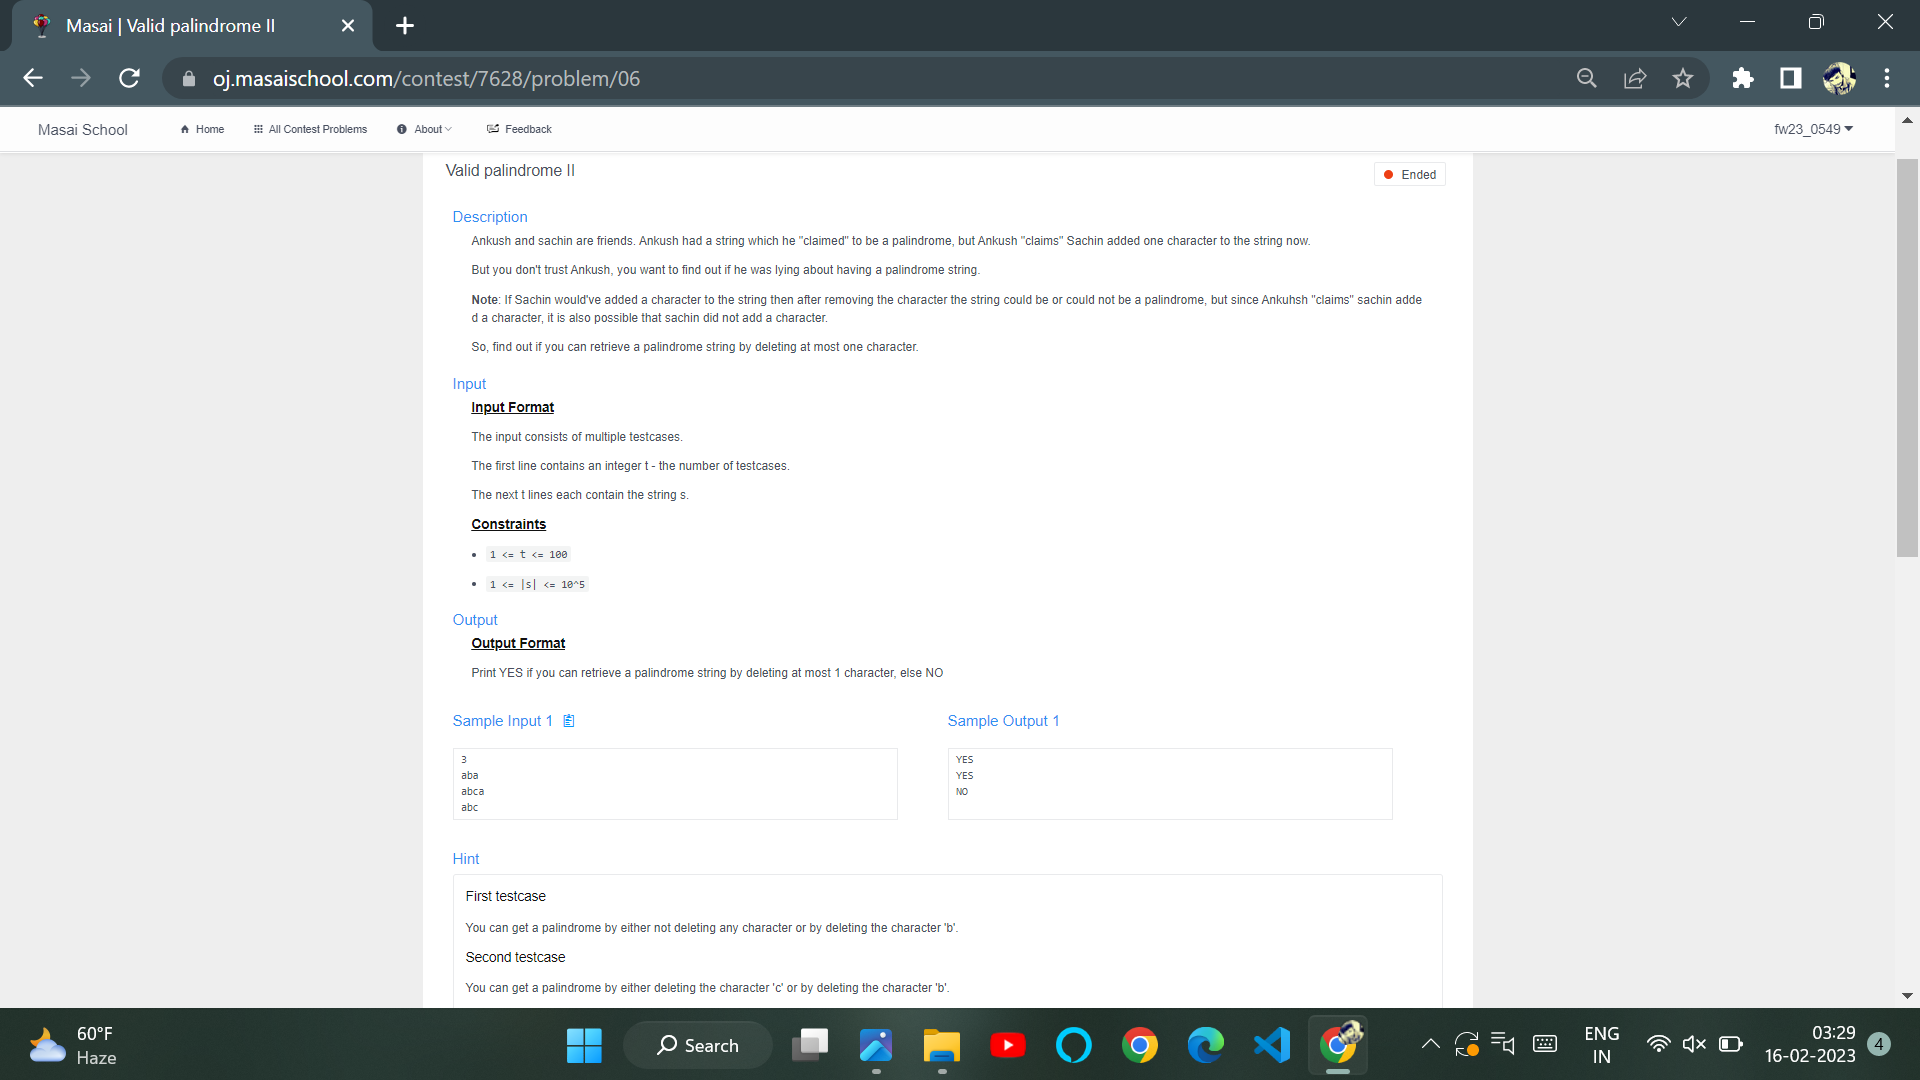 Masai | Valid palindrome II
oj.masaischool.com/contest/7628/problem/06
Masai School
Home
All Contest Problems
About
Feedback
fw23_0549
Valid palindrome II
Ended
Description
Ankush and sachin are friends. Ankush had a string which he "claimed" to be a palindrome, but Ankush "claims" Sachin added one character to the string now.
But you don't trust Ankush, you want to find out if he was lying about having a palindrome string.
Note: If Sachin would've added a character to the string then after removing the character the string could be or could not be a palindrome, but since Ankuhsh "claims" sachin adde
d a character, it is also possible that sachin did not add a character.
So, find out if you can retrieve a palindrome string by deleting at most one character.
Input
Input Format
The input consists of multiple testcases.
The first line contains an integer t - the number of testcases.
The next t lines each contain the string s.
Constraints
1 <= t <= 100
1 <= |s| <= 10^5
Output
Output Format
Print YES if you can retrieve a palindrome string by deleting at most 1 character, else NO
Sample Input 1
3
aba
abca
abc
Sample Output 1
YES
YES
NO
Hint
First testcase
You can get a palindrome by either not deleting any character or by deleting the character 'b'.
Second testcase
You can get a palindrome by either deleting the character 'c' or by deleting the character 'b'.
60°F
Haze
Search
ENG
IN
03:29
16-02-2023
4